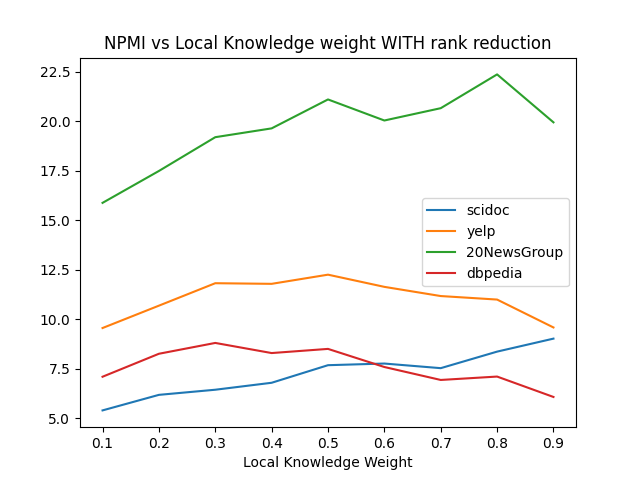 NPMI vs Local Knowledge weight WITH rank reduction
22.5
20.0
17.5
15.0
12.5
10.0
7.5
5.0
scidoc
yelp
20NewsGroup
dbpedia
0.1 0.2 0.3 0.4 0.5 0.6 0.7 0.8 0.9
Local Knowledge Weight